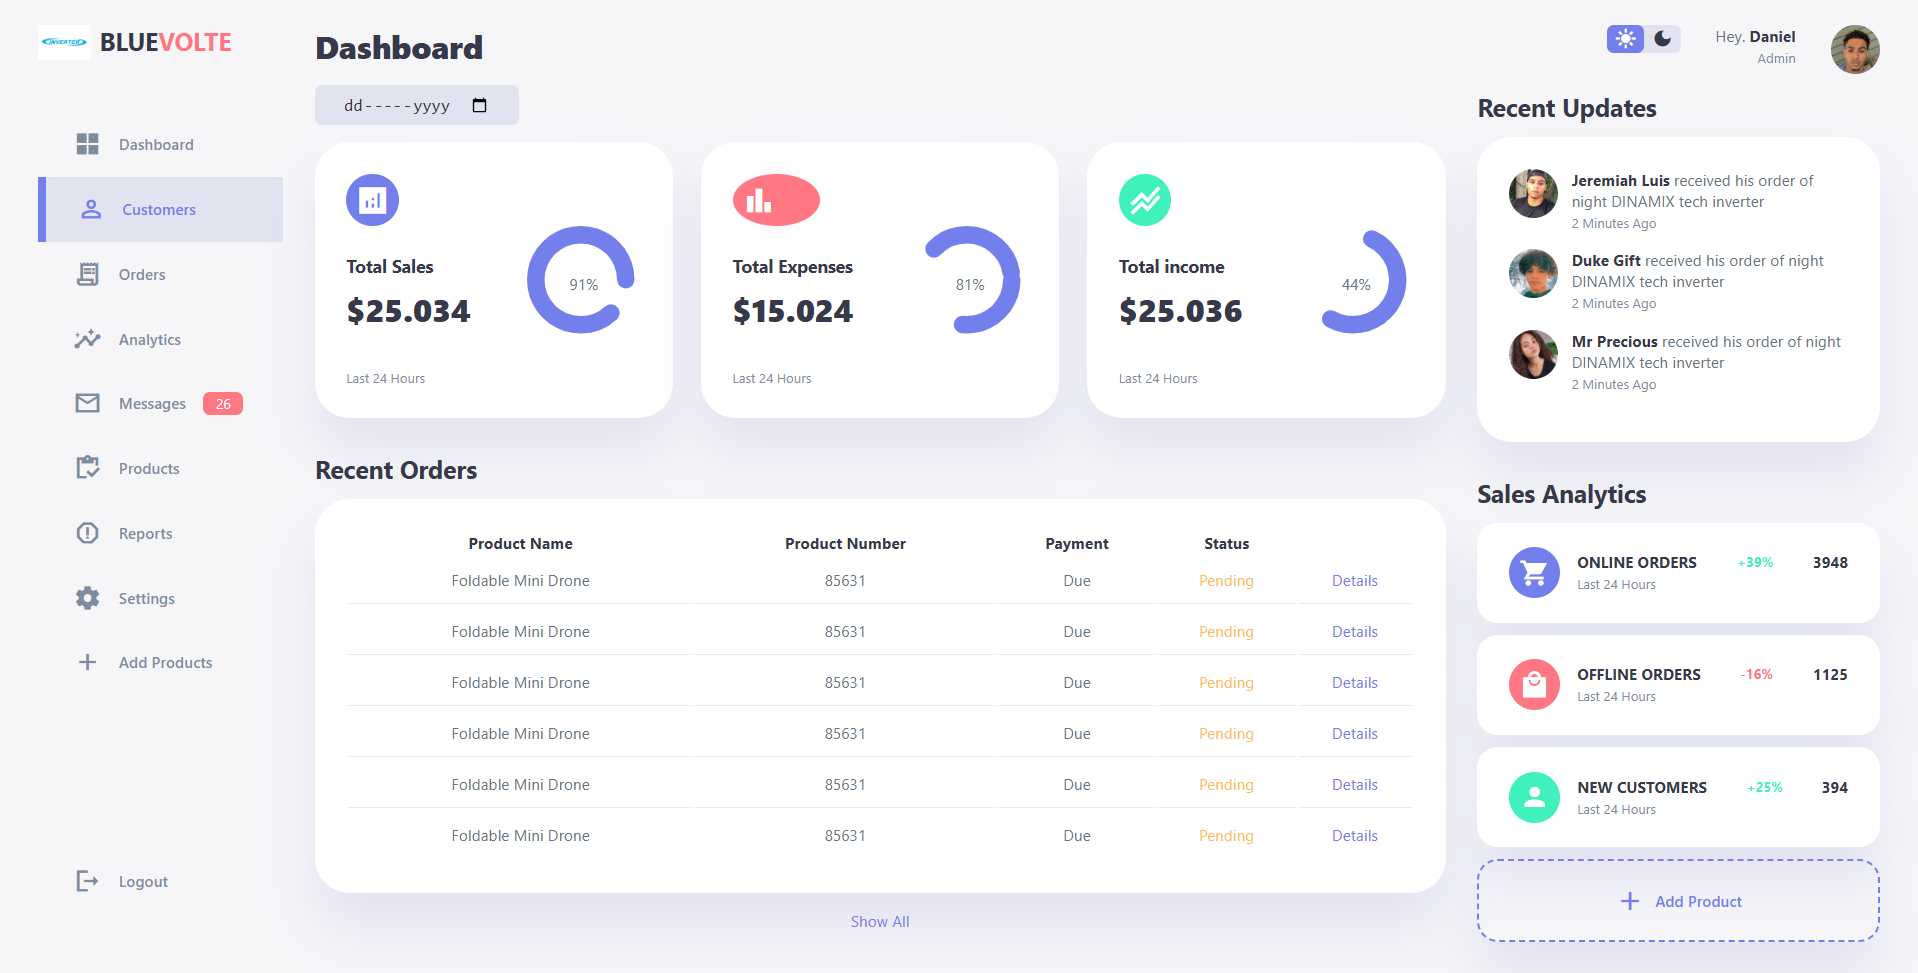 INVERTER
BLUEVOLTE
Dashboard
Customers
Orders
Analytics
Messages 26
Products
Reports
Settings
Add Products
Logout
Dashboard
dd-----yyyy
Total Sales
$25.034
91%
Last 24 Hours
Total Expenses
$15.024
81%
Last 24 Hours
Total income
$25.036
44%
Last 24 Hours
Recent Orders
Product Name Product Number Payment Status
Foldable Mini Drone 85631 Due Pending Details
Foldable Mini Drone 85631 Due Pending Details
Foldable Mini Drone 85631 Due Pending Details
Foldable Mini Drone 85631 Due Pending Details
Foldable Mini Drone 85631 Due Pending Details
Foldable Mini Drone 85631 Due Pending Details
Show All
Hey. Daniel
Admin
Recent Updates
Jeremiah Luis received his order of
night DINAMIX tech inverter
2 Minutes Ago
Duke Gift received his order of night
DINAMIX tech inverter
2 Minutes Ago
Mr Precious received his order of night
DINAMIX tech inverter
2 Minutes Ago
Sales Analytics
ONLINE ORDERS +39% 3948
Last 24 Hours
OFFLINE ORDERS -16% 1125
Last 24 Hours
NEW CUSTOMERS +25% 394
Last 24 Hours
Add Product